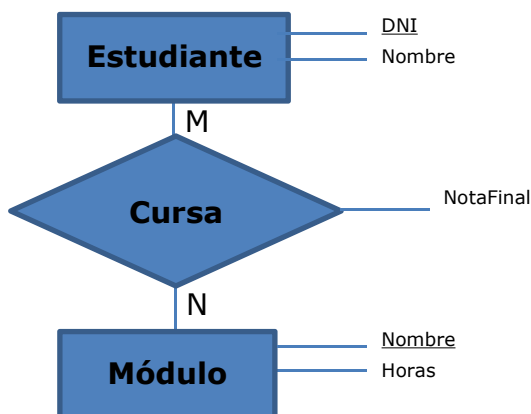 DNI
Estudiante
Nombre
M
Cursa
NotaFinal
N
Nombre
Módulo
Horas